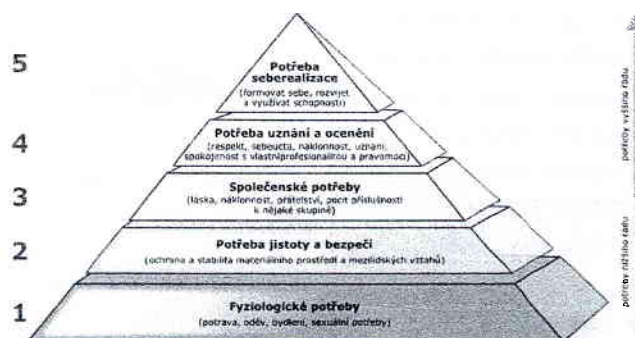 5
Potřeba
seberealizace
(formovat sebe, rozvíjet
a využívat schopnosti)
4
Potřeba uznání a ocenění
(respekt, sebeúcta, náklonnost, uznání,
spokojenost s vlastníprofesionalitou a pravomocí)
3
Společenské potřeby
(láska, náklonnost, přátelství, pocit příslušnosti
k nějaké skupině)
2
Potřeba jistoty a bezpečí
(ochrana a stabilita materiálního prostředí a mezilidských vztahů)
1
Fyziologické potřeby
(potrava, oděv, bydlení, sexuální potřeby)
potřeby vyššího řádu
potřeby nižšího řádu